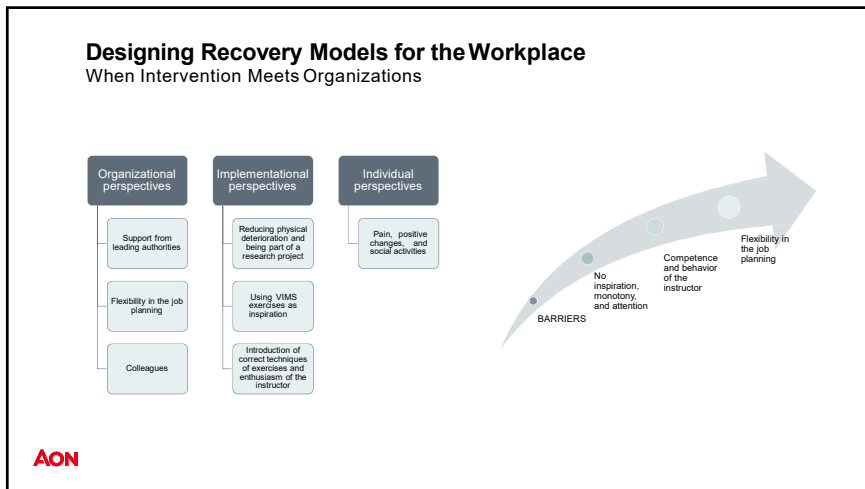 Designing Recovery Models for the Workplace
When Intervention Meets Organizations
Organizational
perspectives
Support from
leading authorities
Flexibility in the job
planning
Colleagues
Implementational
perspectives
Reducing physical
deterioration and
being part of a
research project
Using VIMS
exercises as
inspiration
Introduction of
correct techniques
of exercises and
enthusiasm of the
instructor
Individual
perspectives
Pain, positive
changes, and
social activities
BARRIERS
No
inspiration,
monotony,
and attention
Competence
and behavior
of the
instructor
Flexibility in
the job
planning
AON